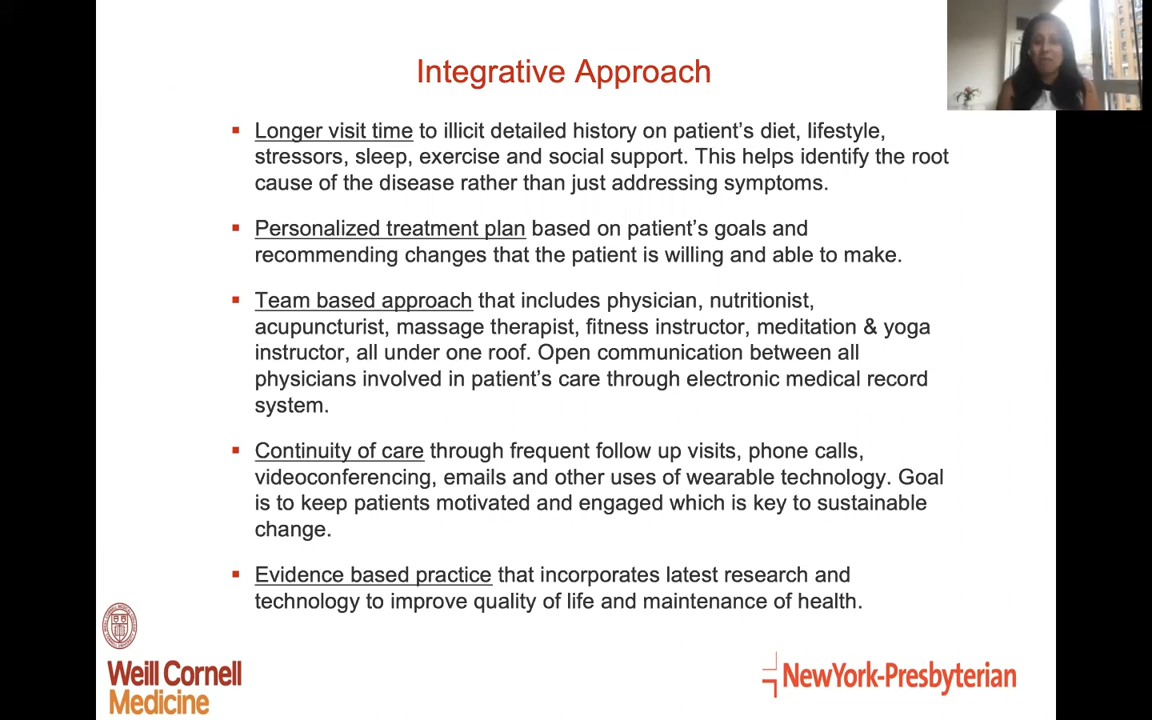 Integrative Approach
▪ Longer visit time to illicit detailed history on patient's diet, lifestyle,
stressors, sleep, exercise and social support. This helps identify the root
cause of the disease rather than just addressing symptoms.
▪ Personalized treatment plan based on patient's goals and
recommending changes that the patient is willing and able to make.
▪ Team based approach that includes physician, nutritionist,
acupuncturist, massage therapist, fitness instructor, meditation & yoga
instructor, all under one roof. Open communication between all
physicians involved in patient's care through electronic medical record
system.
▪ Continuity of care through frequent follow up visits, phone calls,
videoconferencing, emails and other uses of wearable technology. Goal
is to keep patients motivated and engaged which is key to sustainable
change.
▪ Evidence based practice that incorporates latest research and
technology to improve quality of life and maintenance of health.
Weill Cornell
Medicine
NewYork-Presbyterian